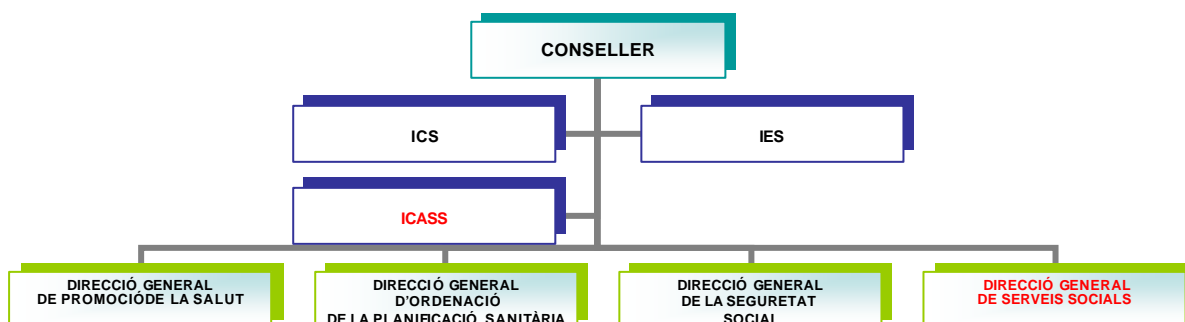 CONSELLER
ICS
IES
ICASS
DIRECCIÓ GENERAL
DE PROMOCIÓDE LA SALUT
DIRECCIÓ GENERAL
D'ORDENACIÓ
DE LA PLANIFICACIÓ SANITÀRIA
DIRECCIÓ GENERAL
DE LA SEGURETAT
SOCIAL
DIRECCIÓ GENERAL
DE SERVEIS SOCIALS